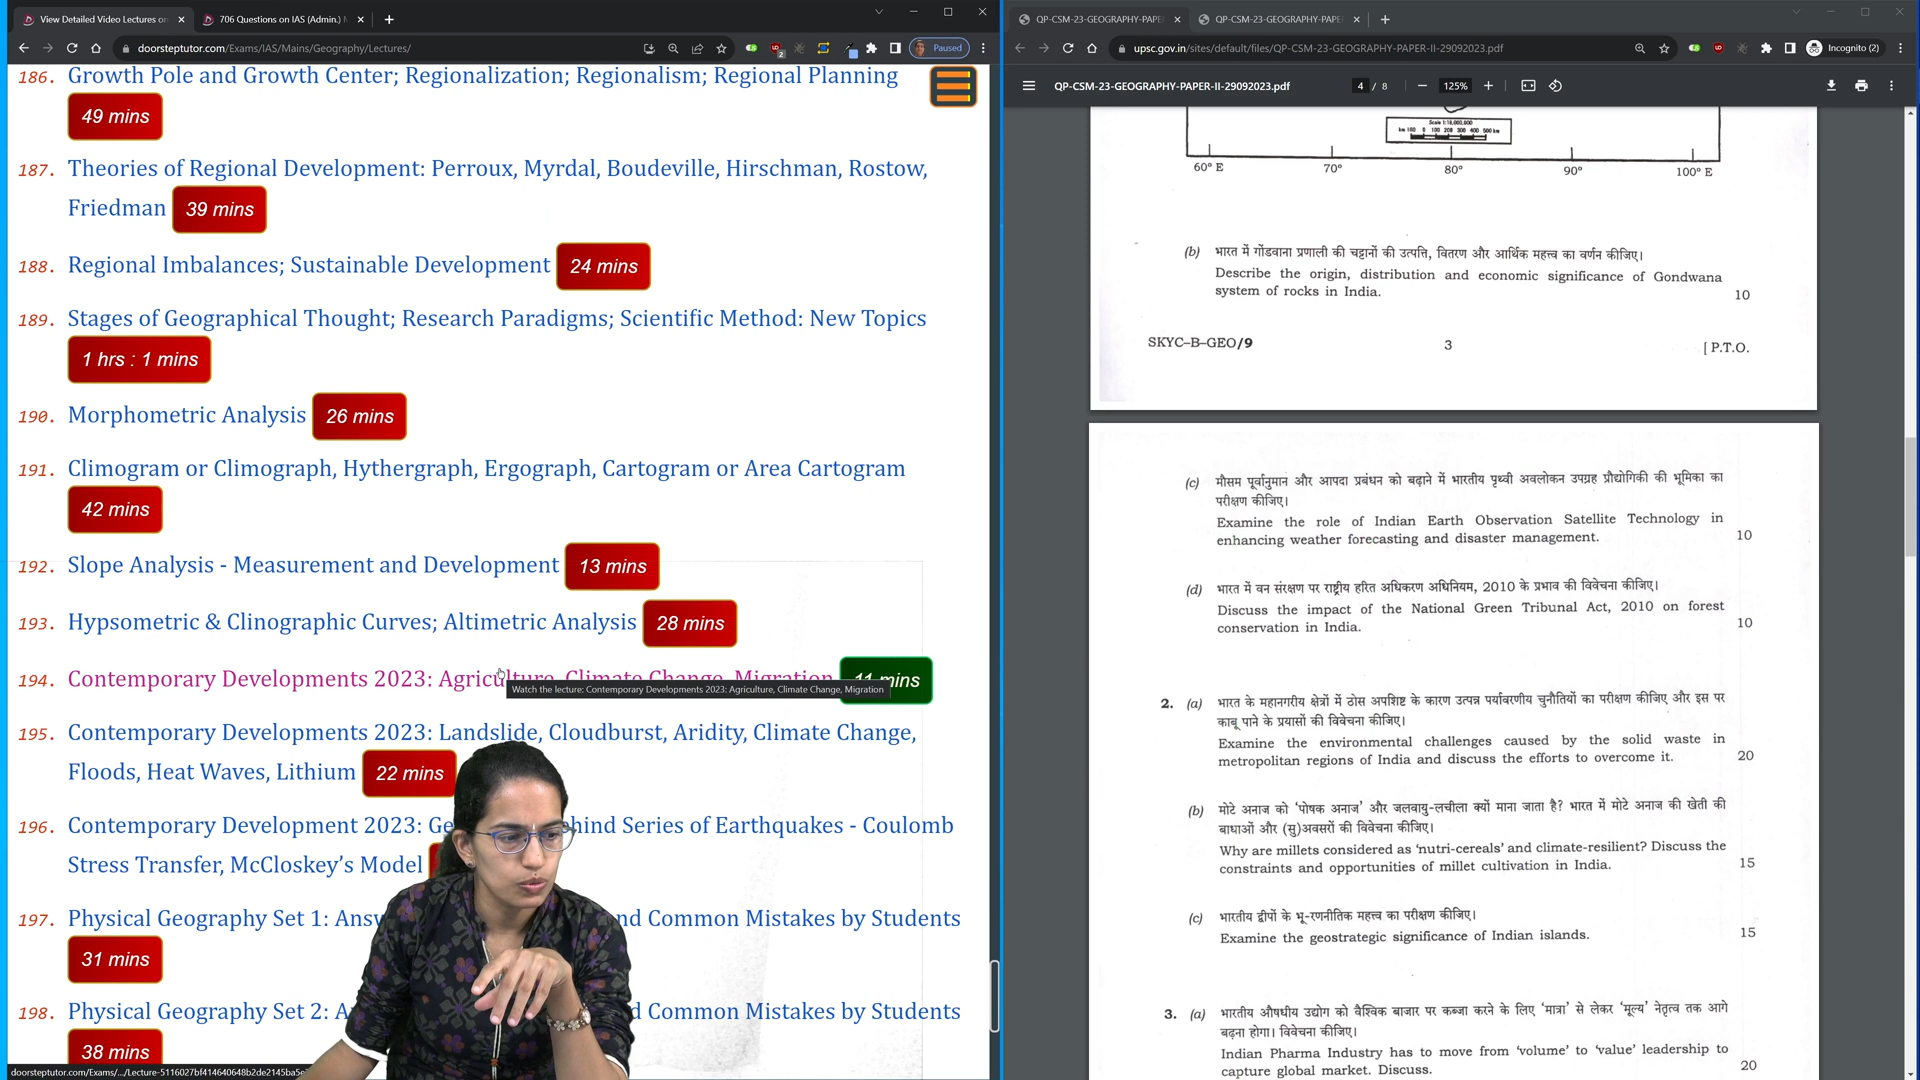 View Detailed Video Lectures on
706 Questions on IAS (Admin.)
doorsteptutor.com/Exams/IAS/Mains/Geography/Lectures/
Paused
186. Growth Pole and Growth Center; Regionalization; Regionalism; Regional Planning
49 mins
187. Theories of Regional Development: Perroux, Myrdal, Boudeville, Hirschman, Rostow,
Friedman 39 mins
188. Regional Imbalances; Sustainable Development 24 mins
189. Stages of Geographical Thought; Research Paradigms; Scientific Method: New Topics
1 hrs : 1 mins
190. Morphometric Analysis 26 mins
191. Climogram or Climograph, Hythergraph, Ergograph, Cartogram or Area Cartogram
42 mins
192. Slope Analysis - Measurement and Development 13 mins
193. Hypsometric & Clinographic Curves; Altimetric Analysis 28 mins
194. Contemporary Developments 2023: Agriculture, Climate Change, Migration 11 mins
Watch the lecture: Contemporary Developments 2023: Agriculture, Climate Change, Migration
195. Contemporary Developments 2023: Landslide, Cloudburst, Aridity, Climate Change,
Floods, Heat Waves, Lithium 22 mins
196. Contemporary Development 2023: Ge hind Series of Earthquakes - Coulomb
Stress Transfer, McCloskey's Model
197. Physical Geography Set 1: Answ nd Common Mistakes by Students
31 mins
198. Physical Geography Set 2: A d Common Mistakes by Students
38 mins
QP-CSM-23-GEOGRAPHY-PAPER
QP-CSM-23-GEOGRAPHY-PAPER
upsc.gov.in/sites/default/files/QP-CSM-23-GEOGRAPHY-PAPER-II-29092023.pdf
Incognito (2)
QP-CSM-23-GEOGRAPHY-PAPER-II-29092023.pdf
4 / 8
125%
Scale 1:16,000,000
km 100 0 100 200 300 400 500 km
60° E 70° 80° 90° 100° E
(b) भारत में गोंडवाना प्रणाली की चट्टानों की उत्पत्ति, वितरण और आर्थिक महत्त्व का वर्णन कीजिए।
Describe the origin, distribution and economic significance of Gondwana
system of rocks in India. 10
SKYC-B-GEO/9 3 [ P.T.O.
(c) मौसम पूर्वानुमान और आपदा प्रबंधन को बढ़ाने में भारतीय पृथ्वी अवलोकन उपग्रह प्रौद्योगिकी की भूमिका का
परीक्षण कीजिए।
Examine the role of Indian Earth Observation Satellite Technology in
enhancing weather forecasting and disaster management. 10
(d) भारत में वन संरक्षण पर राष्ट्रीय हरित अधिकरण अधिनियम, 2010 के प्रभाव की विवेचना कीजिए।
Discuss the impact of the National Green Tribunal Act, 2010 on forest
conservation in India. 10
2. (a) भारत के महानगरीय क्षेत्रों में ठोस अपशिष्ट के कारण उत्पन्न पर्यावरणीय चुनौतियों का परीक्षण कीजिए और इस पर
काबू पाने के प्रयासों की विवेचना कीजिए।
Examine the environmental challenges caused by the solid waste in
metropolitan regions of India and discuss the efforts to overcome it. 20
(b) मोटे अनाज को ‘पोषक अनाज’ और जलवायु-लचीला क्यों माना जाता है? भारत में मोटे अनाज की खेती की
बाधाओं और (सु)अवसरों की विवेचना कीजिए।
Why are millets considered as ‘nutri-cereals’ and climate-resilient? Discuss the
constraints and opportunities of millet cultivation in India. 15
(c) भारतीय द्वीपों के भू-रणनीतिक महत्त्व का परीक्षण कीजिए।
Examine the geostrategic significance of Indian islands. 15
3. (a) भारतीय औषधीय उद्योग को वैश्विक बाजार पर कब्जा करने के लिए ‘मात्रा’ से लेकर ‘मूल्य’ नेतृत्व तक आगे
बढ़ना होगा। विवेचना कीजिए।
Indian Pharma Industry has to move from ‘volume’ to ‘value’ leadership to
capture global market. Discuss. 20